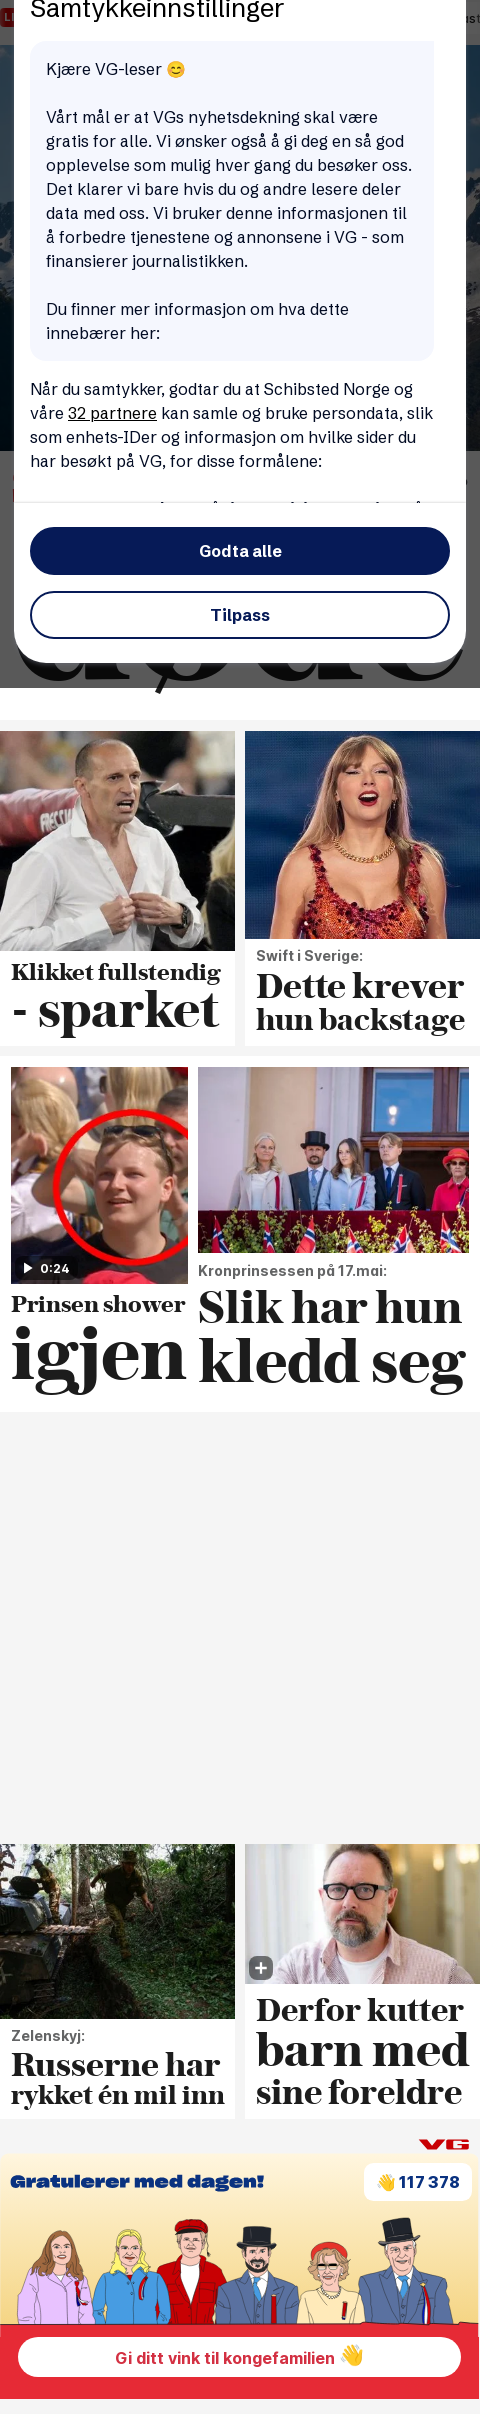 Samtykkeinnstillinger
Kjære VG-leser 😊
Vårt mål er at VGs nyhetsdekning skal være
gratis for alle. Vi ønsker også å gi deg en så god
opplevelse som mulig hver gang du besøker oss.
Det klarer vi bare hvis du og andre lesere deler
data med oss. Vi bruker denne informasjonen til
å forbedre tjenestene og annonsene i VG - som
finansierer journalistikken.
Du finner mer informasjon om hva dette
innebærer her:
Når du samtykker, godtar du at Schibsted Norge og
våre 32 partnere kan samle og bruke persondata, slik
som enhets-IDer og informasjon om hvilke sider du
har besøkt på VG, for disse formålene:
Godta alle
Tilpass
Klikket fullstendig
- sparket
Swift i Sverige:
Dette krever
hun backstage
0:24
Prinsen shower
igjen
Kronprinsessen på 17.mai:
Slik har hun
kledd seg
Zelenskyj:
Russerne har
rykket én mil inn
Derfor kutter
barn med
sine foreldre
VG
Gratulerer med dagen!
👋 117 378
Gi ditt vink til kongefamilien 👋